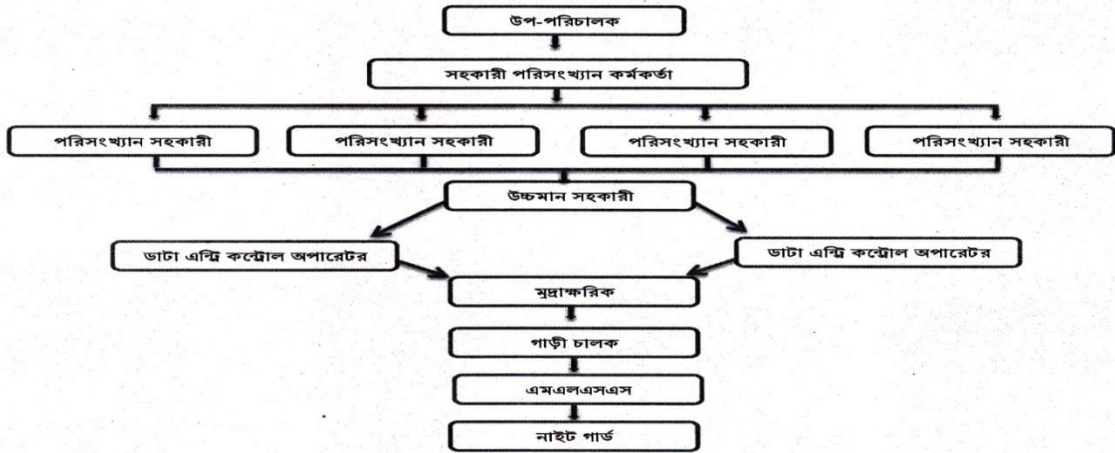 উপ-পরিচালক
সহকারী পরিসংখ্যান কর্মকর্তা
পরিসংখ্যান সহকারী
পরিসংখ্যান সহকারী
পরিসংখ্যান সহকারী
পরিসংখ্যান সহকারী
উচ্চমান সহকারী
ডাটা এন্ট্রি কন্ট্রোল অপারেটর
ডাটা এন্ট্রি কন্ট্রোল অপারেটর
মুদ্রাক্ষরিক
গাড়ী চালক
এমএলএসএস
নাইট গার্ড